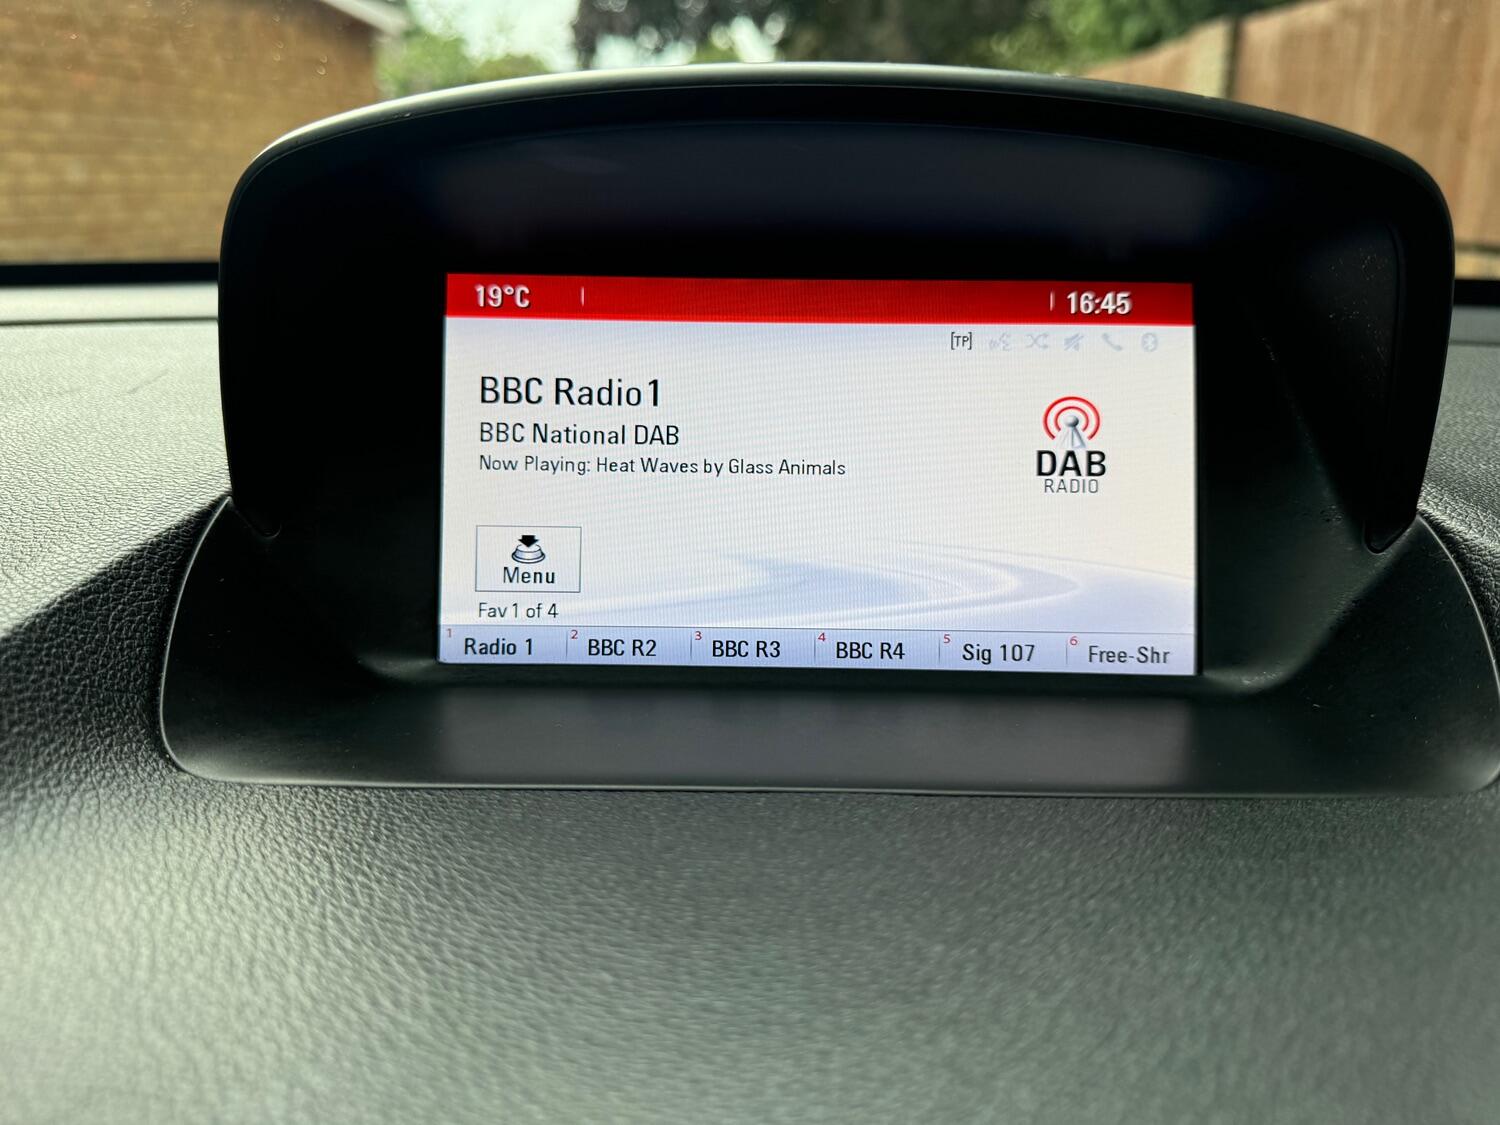 19°C 16:45
[TP]
BBC Radio 1
BBC National DAB
Now Playing: Heat Waves by Glass Animals
DAB
RADIO
Menu
Fav 1 of 4
1 Radio 1 2 BBC R2 3 BBC R3 4 BBC R4 5 Sig 107 6 Free-Shr